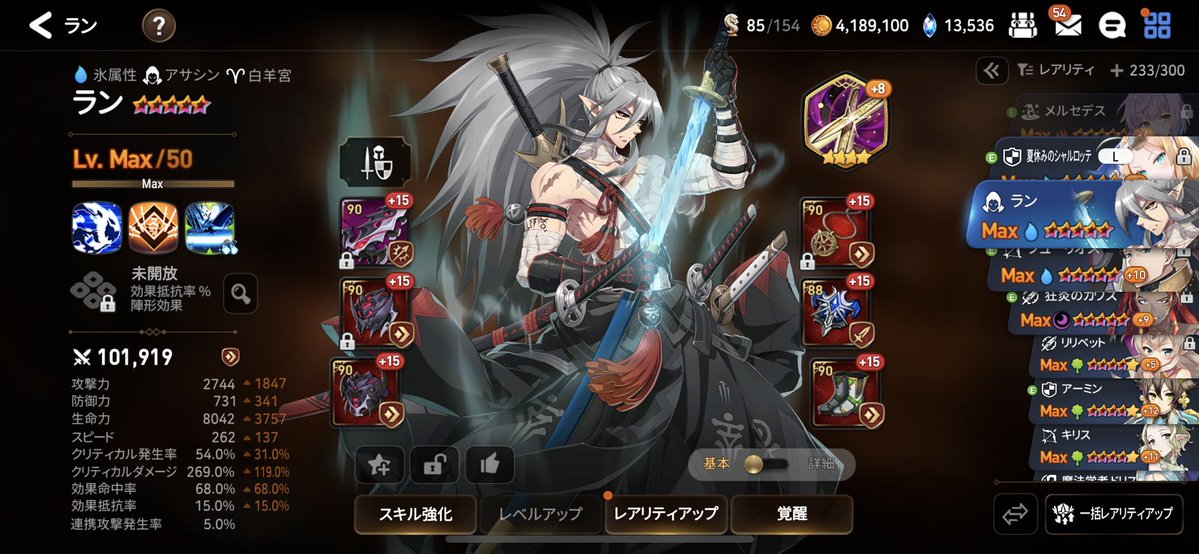 ラン
?
85/154
4,189,100
13,536
54
氷属性 アサシン 白羊宮
ラン
Lv. Max/50
Max
未開放
効果抵抗率%
陣形効果
101,919
攻撃力 2744 1847
防御力 731 341
生命力 8042 3757
スピード 262 137
クリティカル発生率 54.0% 31.0%
クリティカルダメージ 269.0% 119.0%
効果命中率 68.0% 68.0%
効果抵抗率 15.0% 15.0%
連携攻撃発生率 5.0%
90 +15
90 +15
90 +15
+8
90 +15
88 +15
90 +15
基本 詳細
スキル強化
レベルアップ
レアリティアップ
覚醒
レアリティ
233/300
E メルセデス
Max
E 夏休みのシャルロッテ L
ラン
Max
E
Max +10
E 狂炎のカワズ
Max +9
リリベット
Max +5
E アーミン
Max +12
キリス
Max +11
一括レアリティアップ